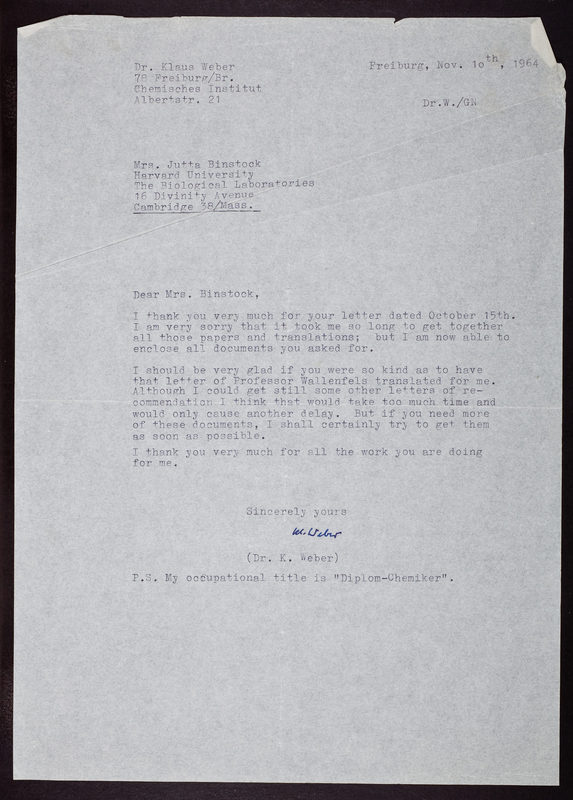 Dr. Klaus Weber
78 Freiburg/Br.
Chemisches Institut
Albertstr. 21
Freiburg, Nov. 10th, 1964
Dr.W./GN
Mrs. Jutta Binstock
Harvard University
The Biological Laboratories
16 Divinity Avenue
Cambridge 38/Mass.
Dear Mrs. Binstock,
I thank you very much for your letter dated October 15th.
I am very sorry that it took me so long to get together
all those papers and translations; but I am now able to
enclose all documents you asked for.
I should be very glad if you were so kind as to have
that letter of Professor Wallenfels translated for me.
Although I could get still some other letters of re-
commendation I think that would take too much time and
would only cause another delay. But if you need more
of these documents, I shall certainly try to get them
as soon as possible.
I thank you very much for all the work you are doing
for me.
Sincerely yours
K. Weber
(Dr. K. Weber)
P.S. My occupational title is "Diplom-Chemiker".